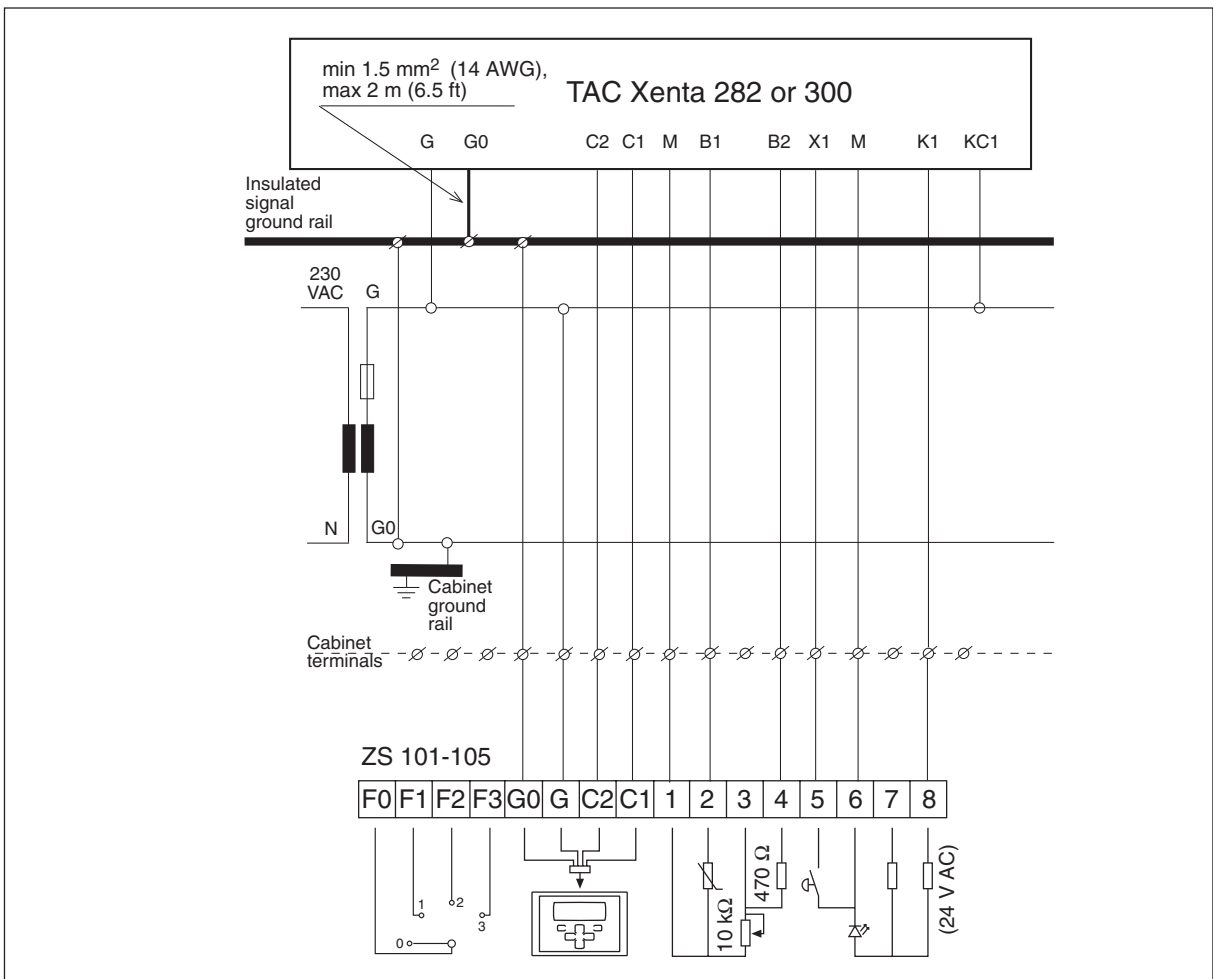 min 1.5 mm2 (14 AWG),
max 2 m (6.5 ft)
TAC Xenta 282 or 300
G G0 C2 C1 M B1 B2 X1 M K1 KC1
Insulated
signal
ground rail
230
VAC G
N G0
Cabinet
ground
rail
Cabinet
terminals
ZS 101-105
F0 F1 F2 F3 G0 G C2 C1 1 2 3 4 5 6 7 8
0 1 2 3
10 kΩ
470 Ω
(24 V AC)